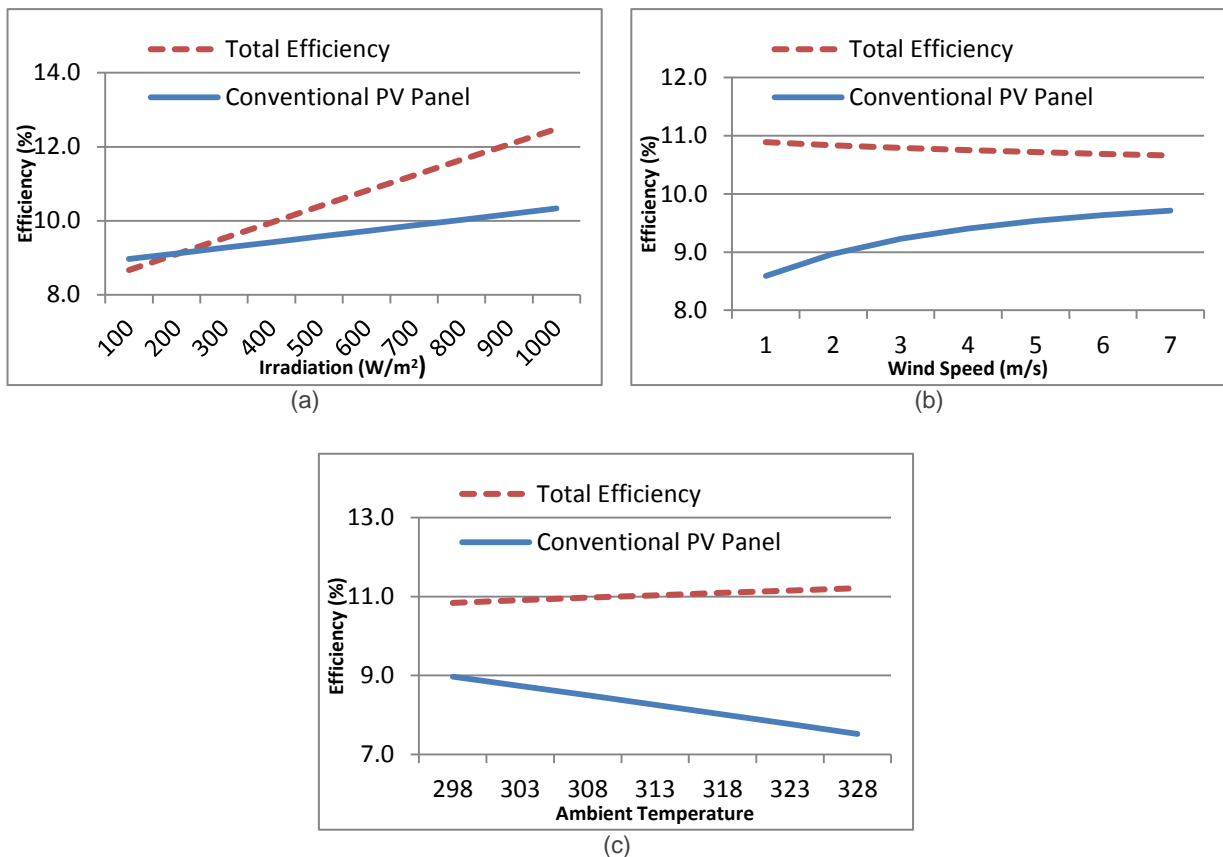 Total Efficiency
Conventional PV Panel
Efficiency (%)
14.0
12.0
10.0
8.0
100 200 300 400 500 600 700 800 900 1000
Irradiation (W/m²)
(a)
Total Efficiency
Conventional PV Panel
Efficiency (%)
12.0
11.0
10.0
9.0
8.0
1 2 3 4 5 6 7
Wind Speed (m/s)
(b)
Total Efficiency
Conventional PV Panel
Efficiency (%)
13.0
11.0
9.0
7.0
298 303 308 313 318 323 328
Ambient Temperature
(c)